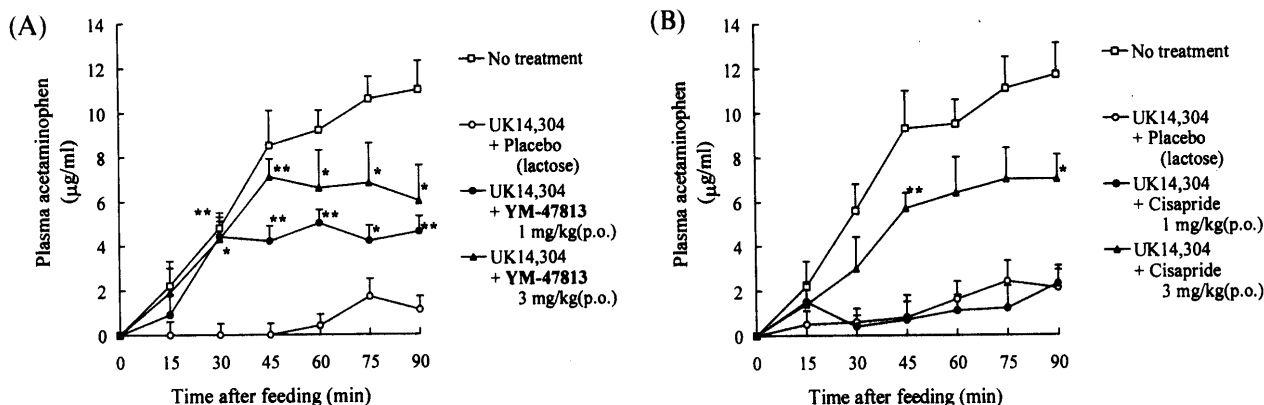 (A)
14
12
10
8
6
4
2
0
Plasma acetaminophen
(µg/ml)
**
*
**
**
*
**
*
*
*
**
0 15 30 45 60 75 90
Time after feeding (min)
No treatment
UK14,304
+ Placebo
(lactose)
UK14,304
+ YM-47813
1 mg/kg(p.o.)
UK14,304
+ YM-47813
3 mg/kg(p.o.)
(B)
14
12
10
8
6
4
2
0
Plasma acetaminophen
(µg/ml)
**
*
0 15 30 45 60 75 90
Time after feeding (min)
No treatment
UK14,304
+ Placebo
(lactose)
UK14,304
+ Cisapride
1 mg/kg(p.o.)
UK14,304
+ Cisapride
3 mg/kg(p.o.)